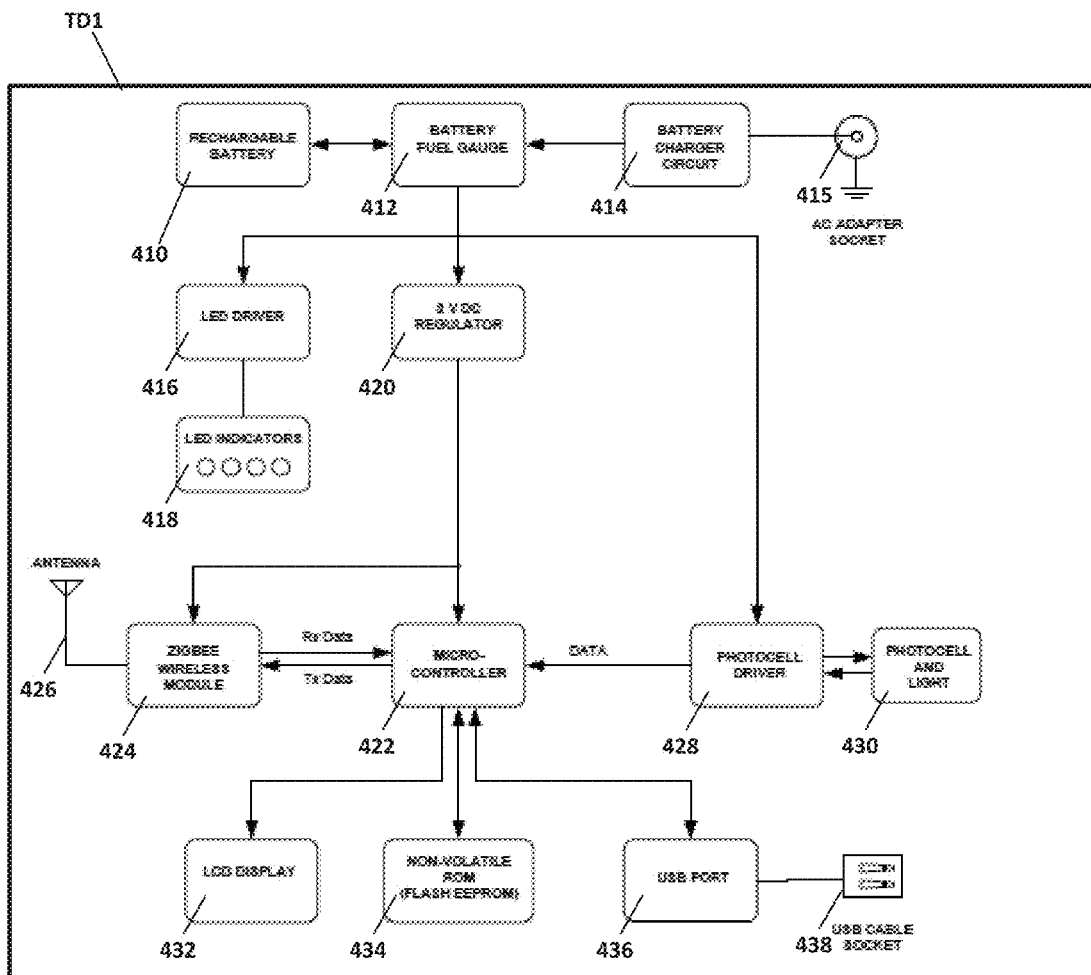 TD1
RECHARGABLE
BATTERY
410
BATTERY
FUEL GAUGE
412
BATTERY
CHARGER
CIRCUIT
414
415
AC ADAPTER
SOCKET
LED DRIVER
416
V DC
REGULATOR
420
LED INDICATORS
418
ANTENNA
426
ZIGBEE
WIRELESS
MODULE
424
Rx Data
Tx Data
MICRO-
CONTROLLER
422
DATA
PHOTOCELL
DRIVER
428
PHOTOCELL
AND
LIGHT
430
LCD DISPLAY
432
NON-VOLATILE
ROM
(FLASH EEPROM)
434
USB PORT
436
438
USB CABLE
SOCKET